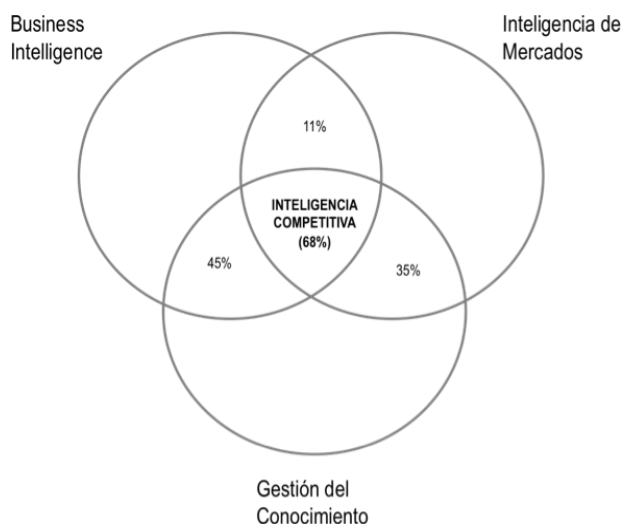 Business
Intelligence
Inteligencia de
Mercados
11%
INTELIGENCIA
COMPETITIVA
(68%)
45%
35%
Gestión del
Conocimiento